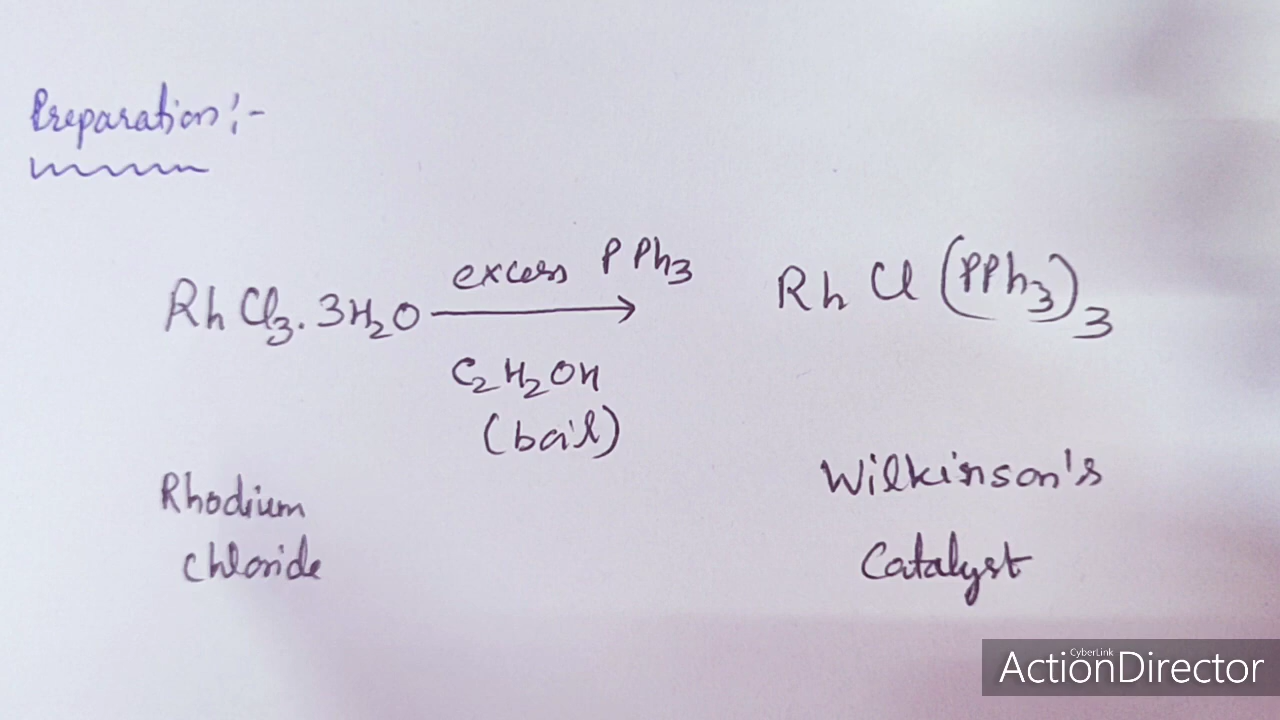 Preparation:-
excess PPh3
RhCl3.3H2O → RhCl(PPh3)3
C2H2OH
(boil)
Rhodium
chloride
Wilkinson's
Catalyst
CyberLink
ActionDirector